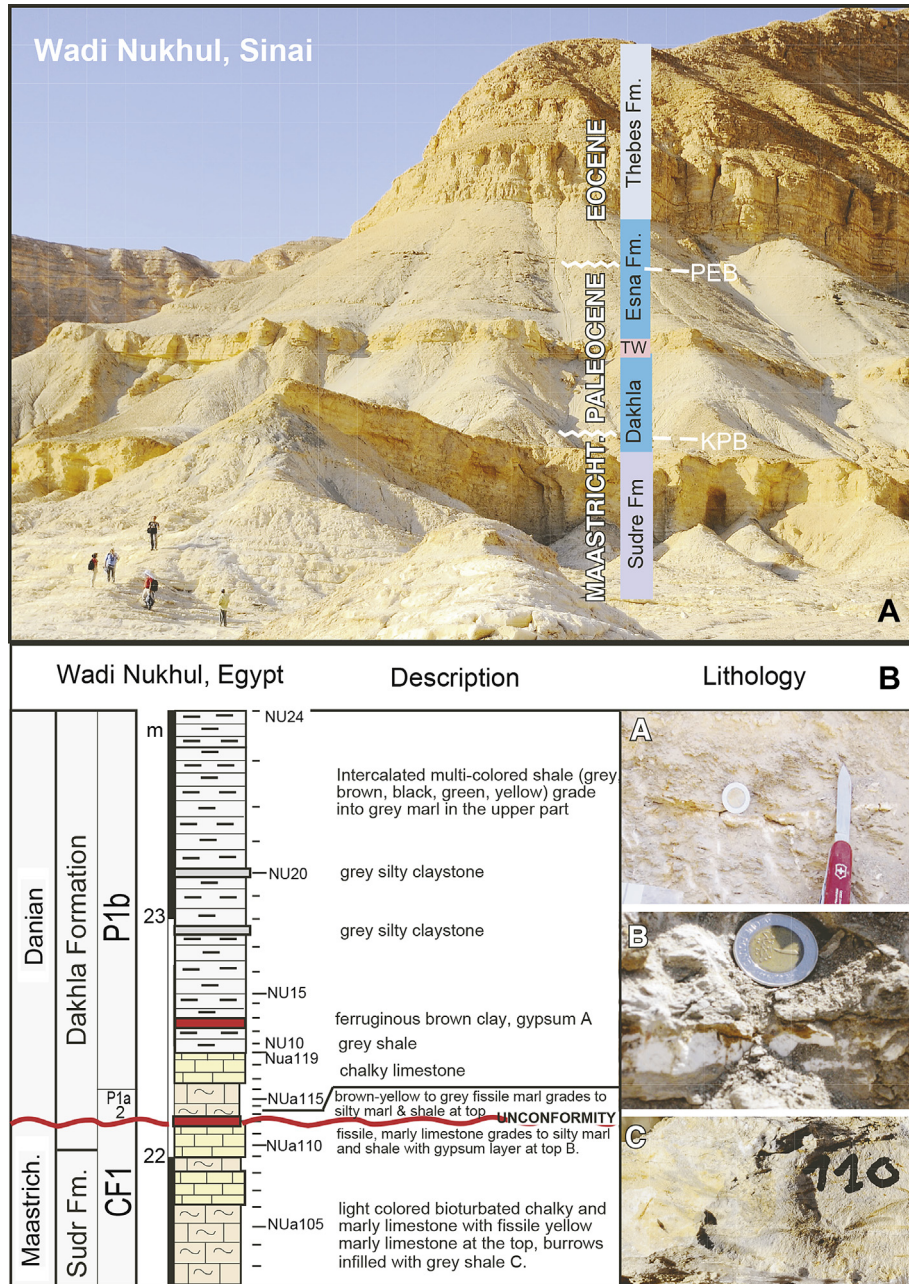 Wadi Nukhul, Sinai
EOCENE
PALEOCENE
MAASTRICHT.
Thebes Fm.
Esna Fm.
TW
Dakhla
Sudre Fm
PEB
KPB
A
Wadi Nukhul, Egypt
Description
Lithology
B
Danian
Maastrich.
Dakhla Formation
Sudr Fm.
P1b
P1a
2
CF1
m
23
22
NU24
NU20
NU15
NU10
Nua119
NUa115
NUa110
NUa105
Intercalated multi-colored shale (grey,
brown, black, green, yellow) grade
into grey marl in the upper part
grey silty claystone
grey silty claystone
ferruginous brown clay, gypsum A
grey shale
chalky limestone
brown-yellow to grey fissile marl grades to
silty marl & shale at top
UNCONFORMITY
fissile, marly limestone grades to silty marl
and shale with gypsum layer at top B.
light colored bioturbated chalky and
marly limestone with fissile yellow
marly limestone at the top, burrows
infilled with grey shale C.
A
B
C
110